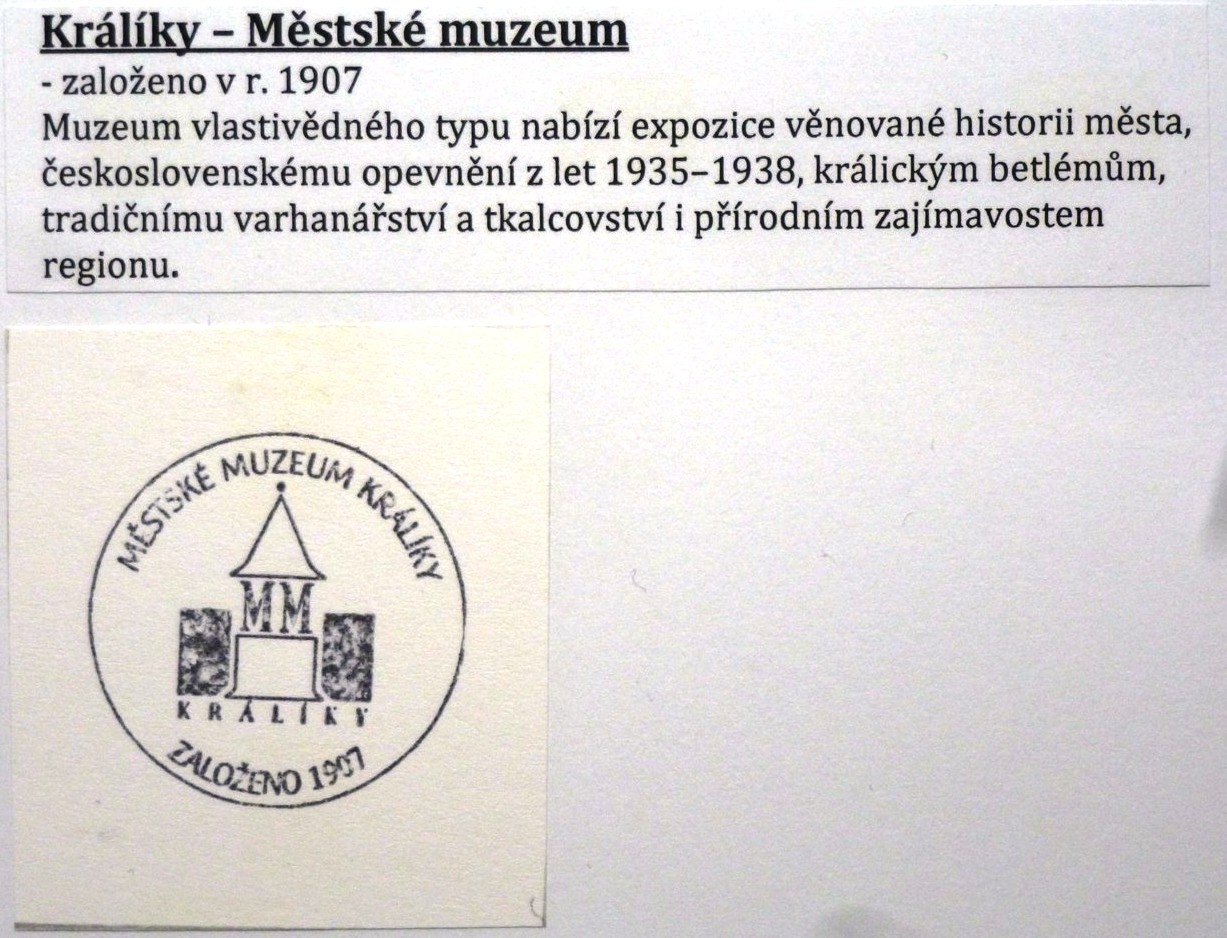 Králíky – Městské muzeum
- založeno v r. 1907
Muzeum vlastivědného typu nabízí expozice věnované historii města,
československému opevnění z let 1935–1938, králickým betlémům,
tradičnímu varhanářství a tkalcovství i přírodním zajímavostem
regionu.
MĚSTSKÉ MUZEUM KRÁLÍKY
MM
KRÁLÍKY
ZALOŽENO 1907